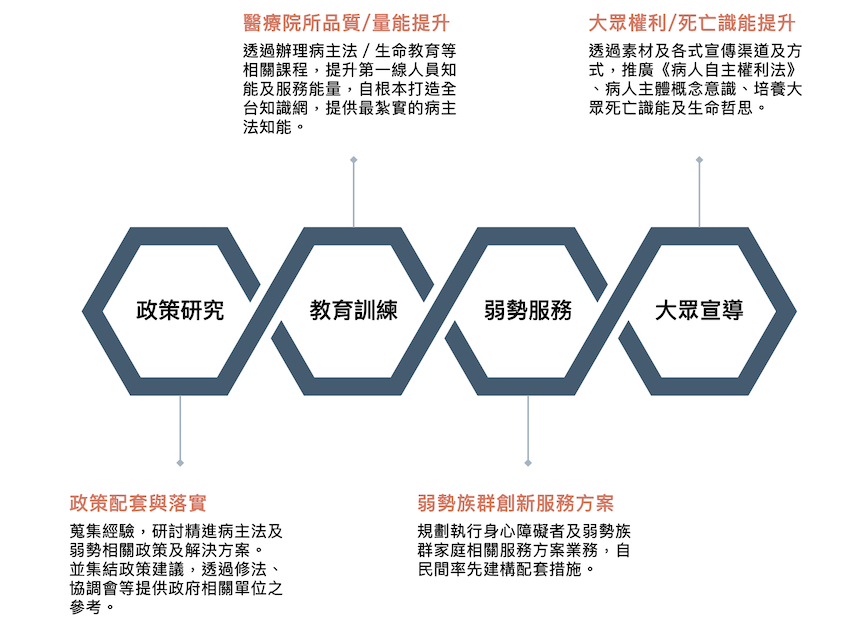 醫療院所品質/量能提升
透過辦理病主法 / 生命教育等
相關課程，提升第一線人員知
能及服務能量，自根本打造全
台知識網，提供最紮實的病主
法知能。
大眾權利/死亡識能提升
透過素材及各式宣傳渠道及方
式，推廣《病人自主權利法》
、病人主體概念意識、培養大
眾死亡識能及生命哲思。
政策研究
教育訓練
弱勢服務
大眾宣導
政策配套與落實
蒐集經驗，研討精進病主法及
弱勢相關政策及解決方案。
並集結政策建議，透過修法、
協調會等提供政府相關單位之
參考。
弱勢族群創新服務方案
規劃執行身心障礙者及弱勢族
群家庭相關服務方案業務，自
民間率先建構配套措施。